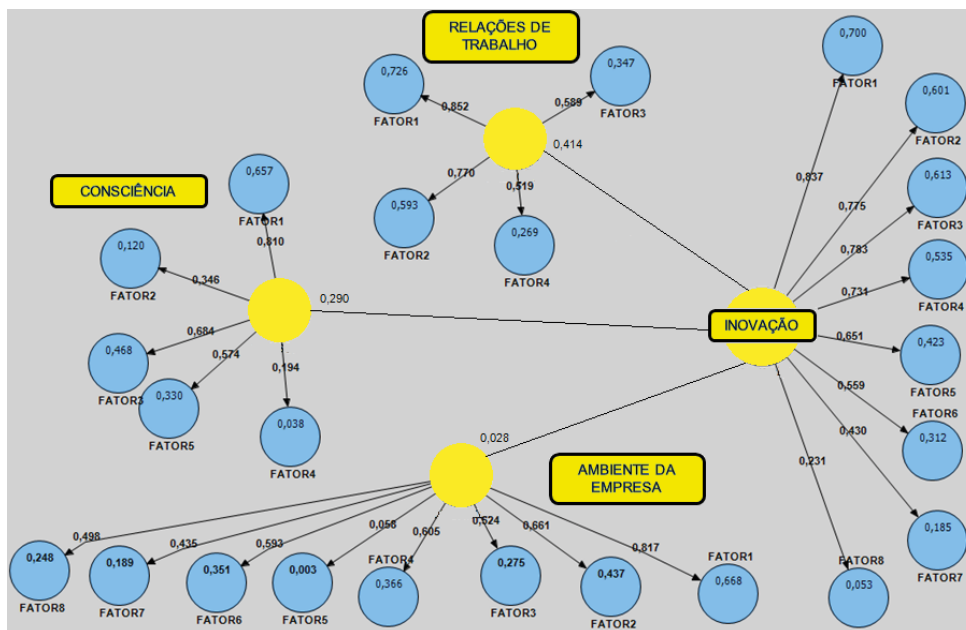 RELAÇÕES DE
TRABALHO
0,726
0,852
FATOR1
0,347
0,589
FATOR3
0,414
0,770
0,593
FATOR2
0,519
0,269
FATOR4
CONSCIÊNCIA
0,657
FATOR1
0,810
0,120
FATOR2
0,346
0,290
0,684
0,468
FATOR3
0,574
0,330
FATOR5
0,194
0,038
FATOR4
INOVAÇÃO
0,700
FATOR1
0,837
0,601
FATOR2
0,775
0,613
FATOR3
0,783
0,535
FATOR4
0,731
0,651
0,423
FATOR5
0,559
FATOR6
0,312
0,430
0,185
FATOR7
0,231
FATOR8
0,053
0,028
AMBIENTE DA
EMPRESA
0,498
0,248
FATOR8
0,435
0,189
FATOR7
0,593
0,351
FATOR6
0,058
0,003
FATOR5
0,605
FATOR4
0,366
0,524
0,275
FATOR3
0,661
0,437
FATOR2
0,817
FATOR1
0,668